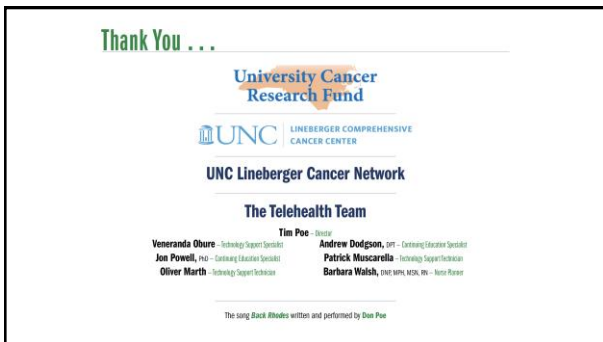 Thank You . . .
University Cancer
Research Fund
UNC LINEBERGER COMPREHENSIVE
CANCER CENTER
UNC Lineberger Cancer Network
The Telehealth Team
Tim Poe – Director
Veneranda Obure – Technology Support Specialist
Andrew Dodgson, DPT – Continuing Education Specialist
Jon Powell, PhD – Continuing Education Specialist
Patrick Muscarella – Technology Support Technician
Oliver Marth – Technology Support Technician
Barbara Walsh, DNP, MPH, MSN, RN – Nurse Planner
The song Back Rhodes written and performed by Don Poe